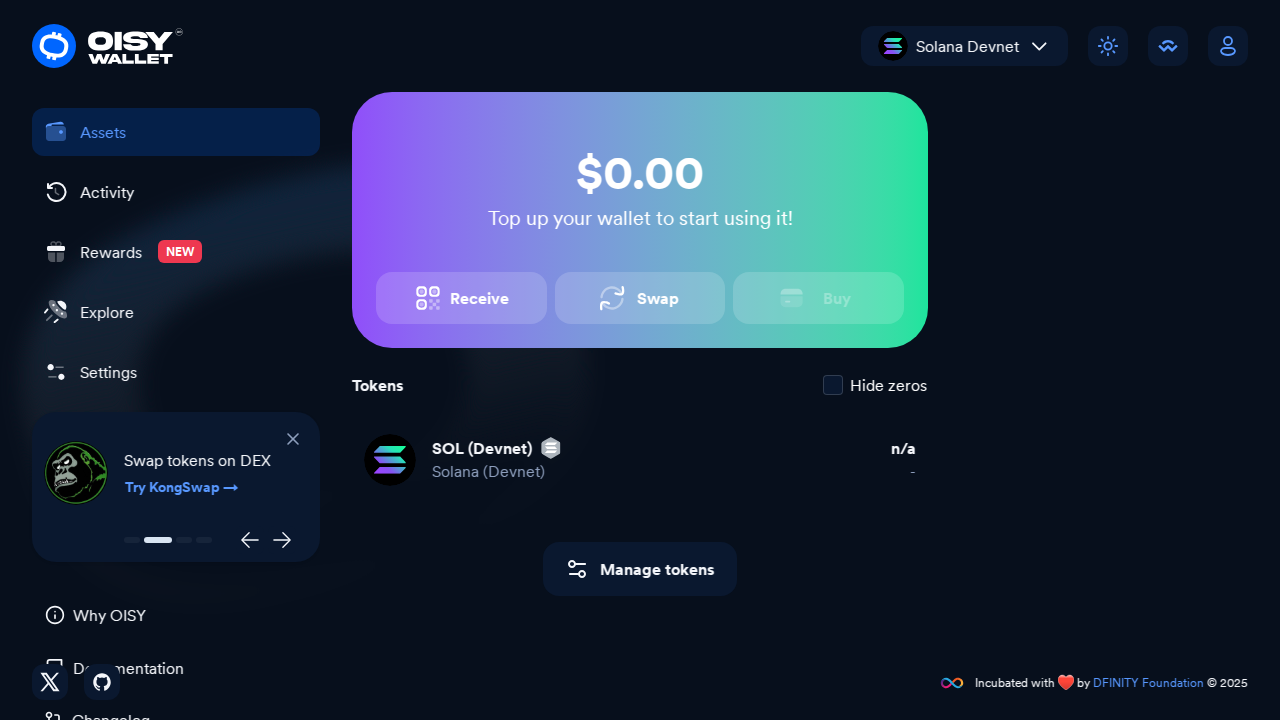 OISY
WALLET
Solana Devnet
Assets
Activity
Rewards NEW
Explore
Settings
Swap tokens on DEX
Try KongSwap →
Why OISY
Documentation
Changelog
$0.00
Top up your wallet to start using it!
Receive
Swap
Buy
Tokens
Hide zeros
SOL (Devnet)
n/a
Solana (Devnet)
-
Manage tokens
Incubated with ❤️ by DFINITY Foundation © 2025